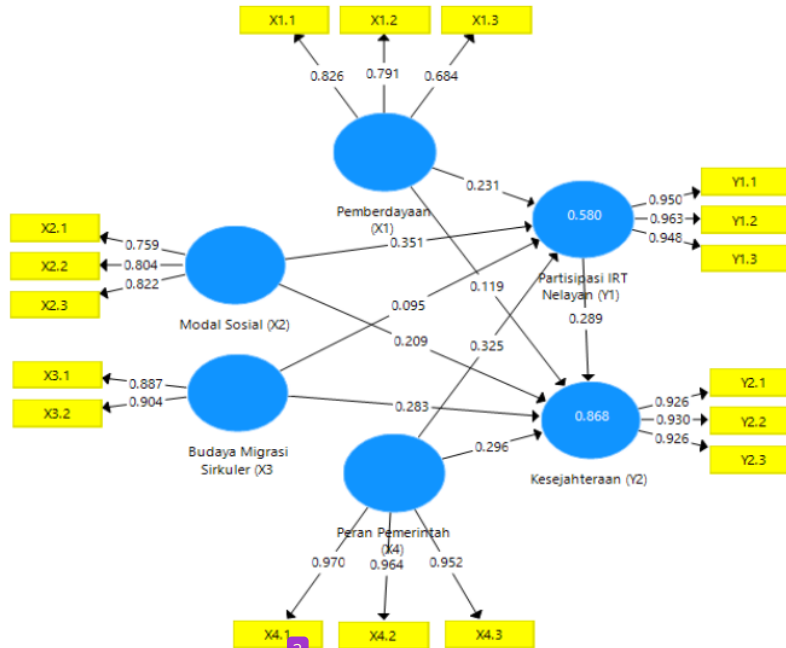 X1.1
X1.2
X1.3
0.826
0.791
0.684
Pemberdayaan
(X1)
0.231
0.580
0.950
0.963
0.948
Y1.1
Y1.2
Y1.3
Partisipasi IRT
Nelayan (Y1)
X2.1
X2.2
X2.3
0.759
0.804
0.822
Modal Sosial (X2)
0.351
0.119
0.095
0.289
0.209
0.325
X3.1
X3.2
0.887
0.904
Budaya Migrasi
Sirkuler (X3
0.283
0.296
0.868
0.926
0.930
0.926
Y2.1
Y2.2
Y2.3
Kesejahteraan (Y2)
Peran Pemerintah
(X4)
0.970
0.964
0.952
X4.1
X4.2
X4.3